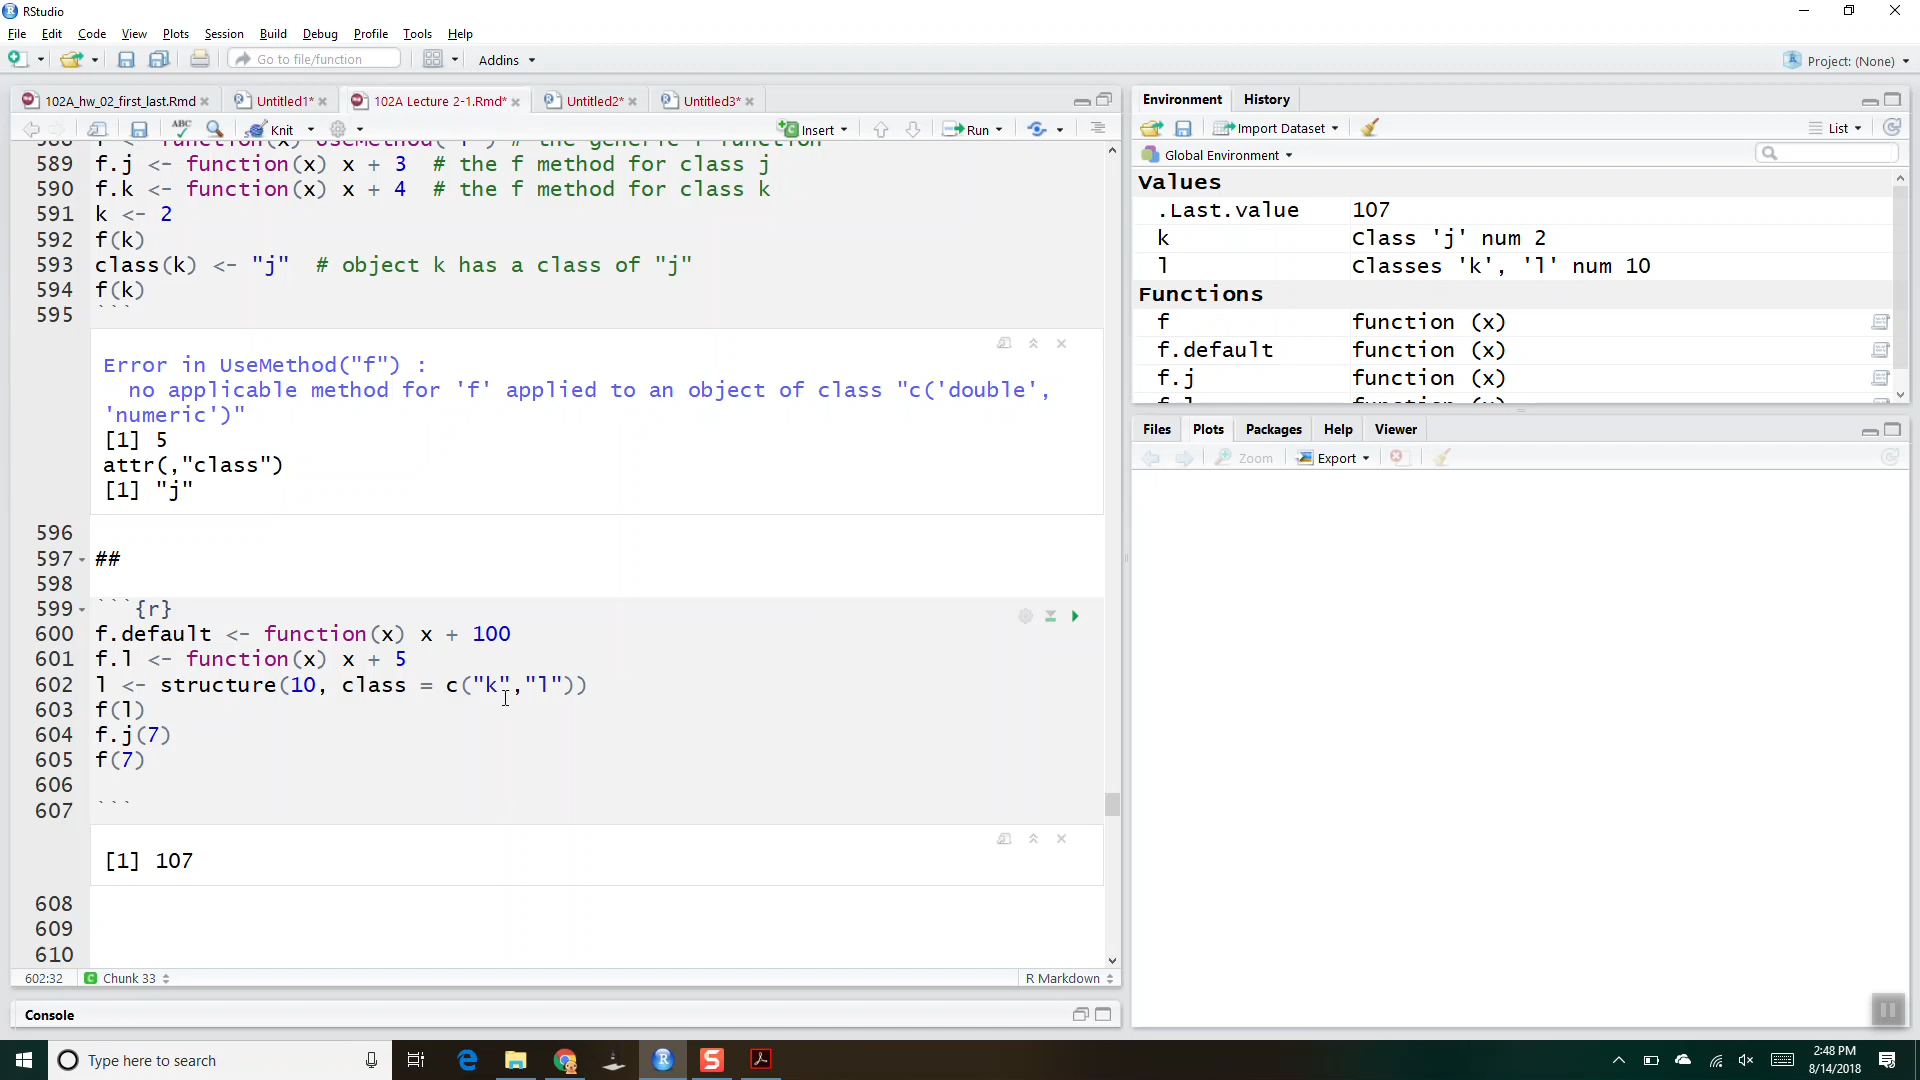 RStudio
File Edit Code View Plots Session Build Debug Profile Tools Help
Go to file/function Addins Project: (None)
102A_hw_02_first_last.Rmd Untitled1* 102A Lecture 2-1.Rmd* Untitled2* Untitled3*
ABC Knit Insert Run
589 f.j <- function(x) x + 3 # the f method for class j
590 f.k <- function(x) x + 4 # the f method for class k
591 k <- 2
592 f(k)
593 class(k) <- "j" # object k has a class of "j"
594 f(k)
595 ```
Error in UseMethod("f") :
no applicable method for 'f' applied to an object of class "c('double',
'numeric')"
[1] 5
attr(,"class")
[1] "j"
596
597 ##
598
599 ```{r}
600 f.default <- function(x) x + 100
601 f.l <- function(x) x + 5
602 l <- structure(10, class = c("k","l"))
603 f(l)
604 f.j(7)
605 f(7)
606
607 ```
[1] 107
608
609
610
602:32 Chunk 33 R Markdown
Console
Environment History
Import Dataset List
Global Environment
Values
.Last.value 107
k Class 'j' num 2
l Classes 'k', 'l' num 10
Functions
f function (x)
f.default function (x)
f.j function (x)
Files Plots Packages Help Viewer
Zoom Export
Type here to search
2:48 PM
8/14/2018